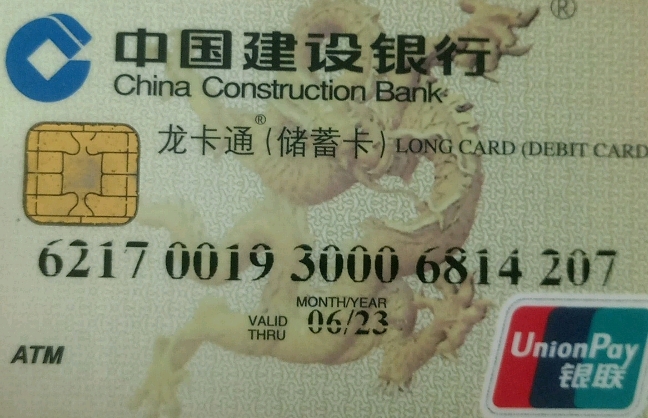 ®
中国建设银行
China Construction Bank
龙卡通®(储蓄卡) LONG CARD (DEBIT CARD
6217 0019 3000 6814 207
MONTH/YEAR
VALID THRU 06/23
ATM
UnionPay
银联